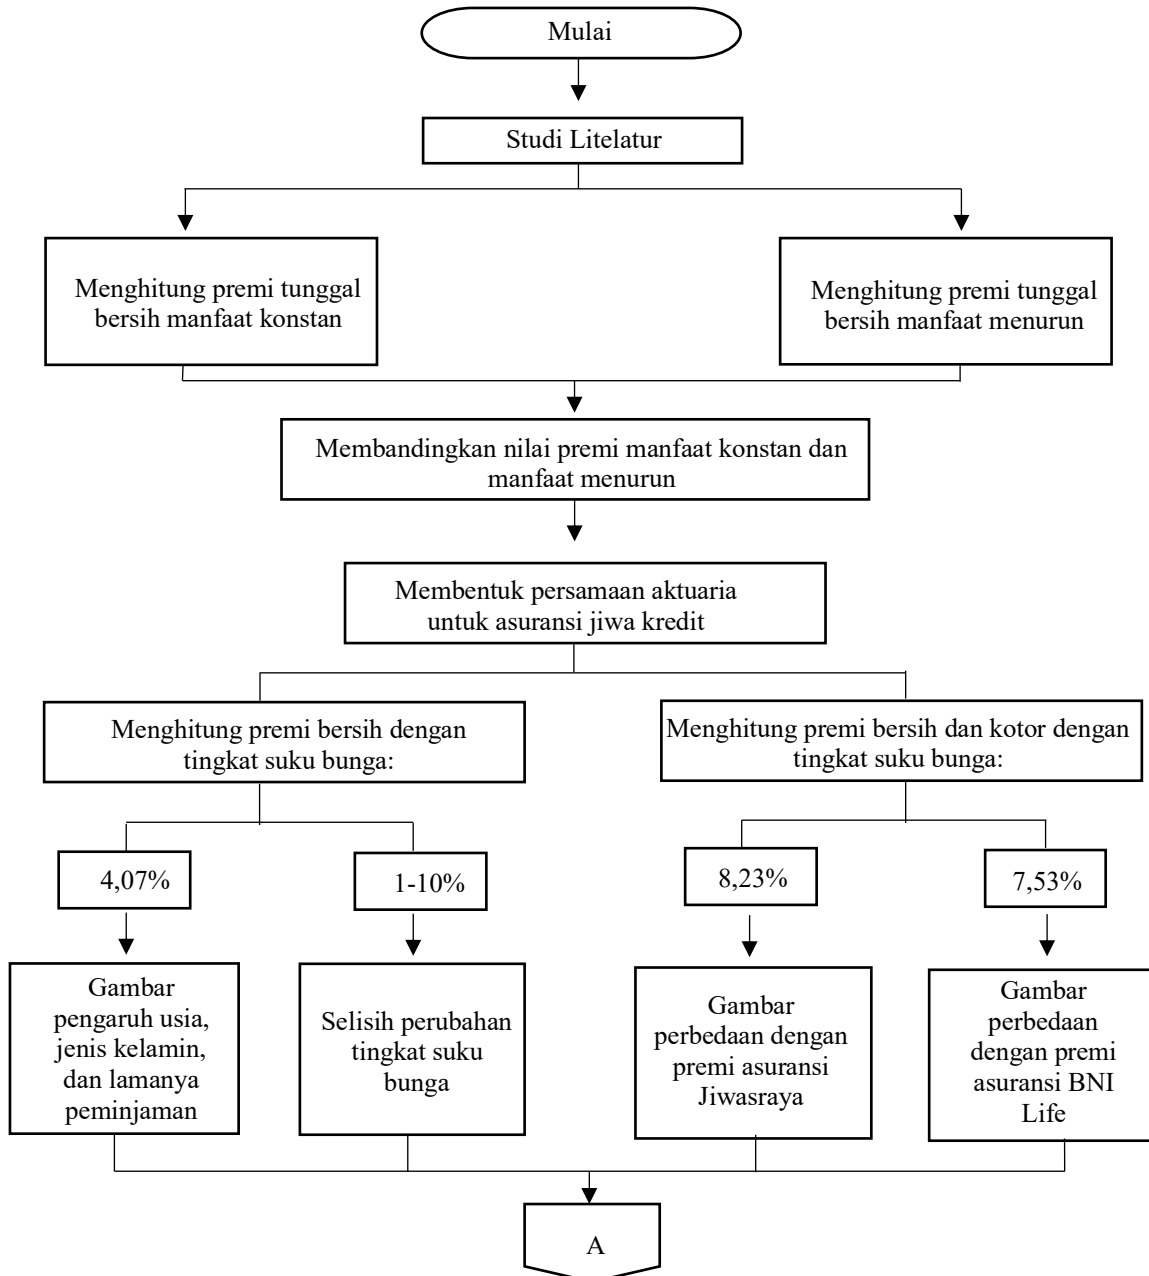 Mulai
Studi Litelatur
Menghitung premi tunggal
bersih manfaat konstan
Menghitung premi tunggal
bersih manfaat menurun
Membandingkan nilai premi manfaat konstan dan
manfaat menurun
Membentuk persamaan aktuaria
untuk asuransi jiwa kredit
Menghitung premi bersih dengan
tingkat suku bunga:
Menghitung premi bersih dan kotor dengan
tingkat suku bunga:
4,07%
1-10%
8,23%
7,53%
Gambar
pengaruh usia,
jenis kelamin,
dan lamanya
peminjaman
Selisih perubahan
tingkat suku
bunga
Gambar
perbedaan dengan
premi asuransi
Jiwasraya
Gambar
perbedaan
dengan premi
asuransi BNI
Life
A